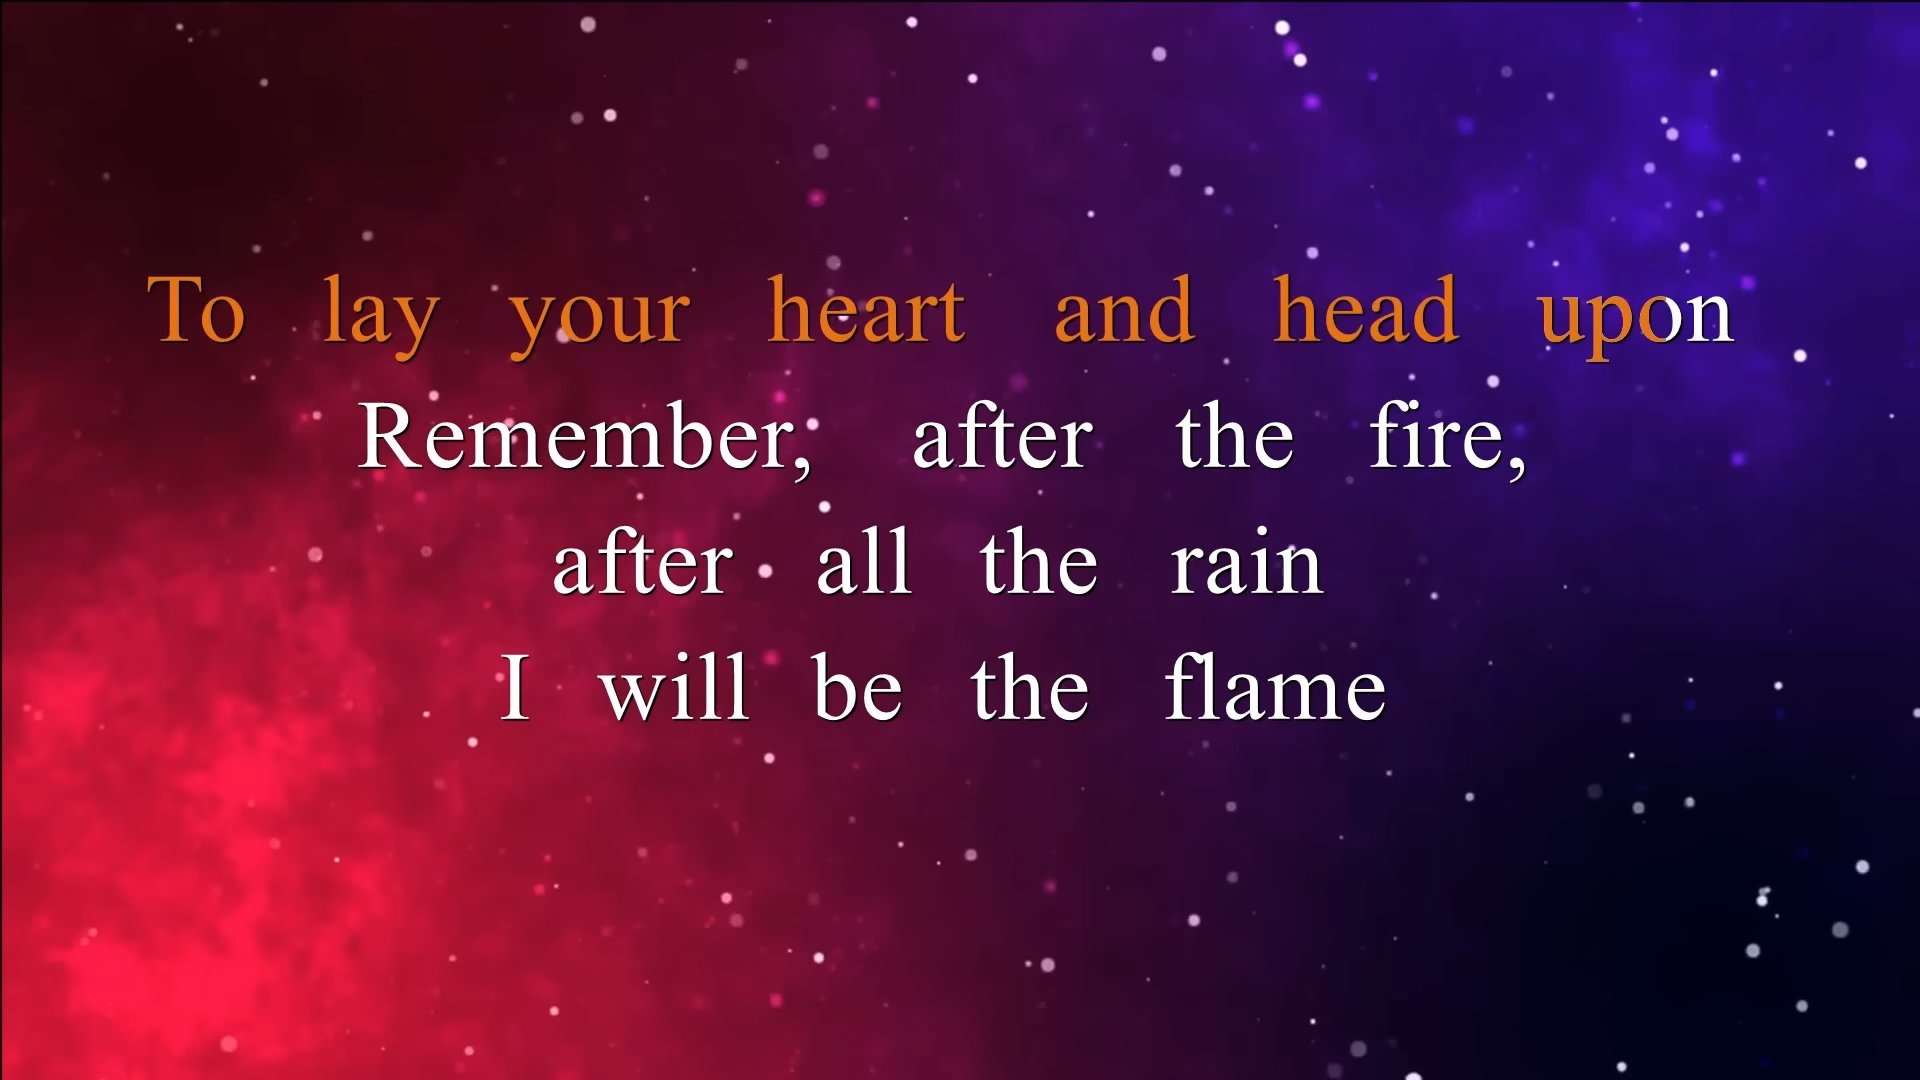 To lay your heart and head upon
Remember, after the fire,
after all the rain
I will be the flame